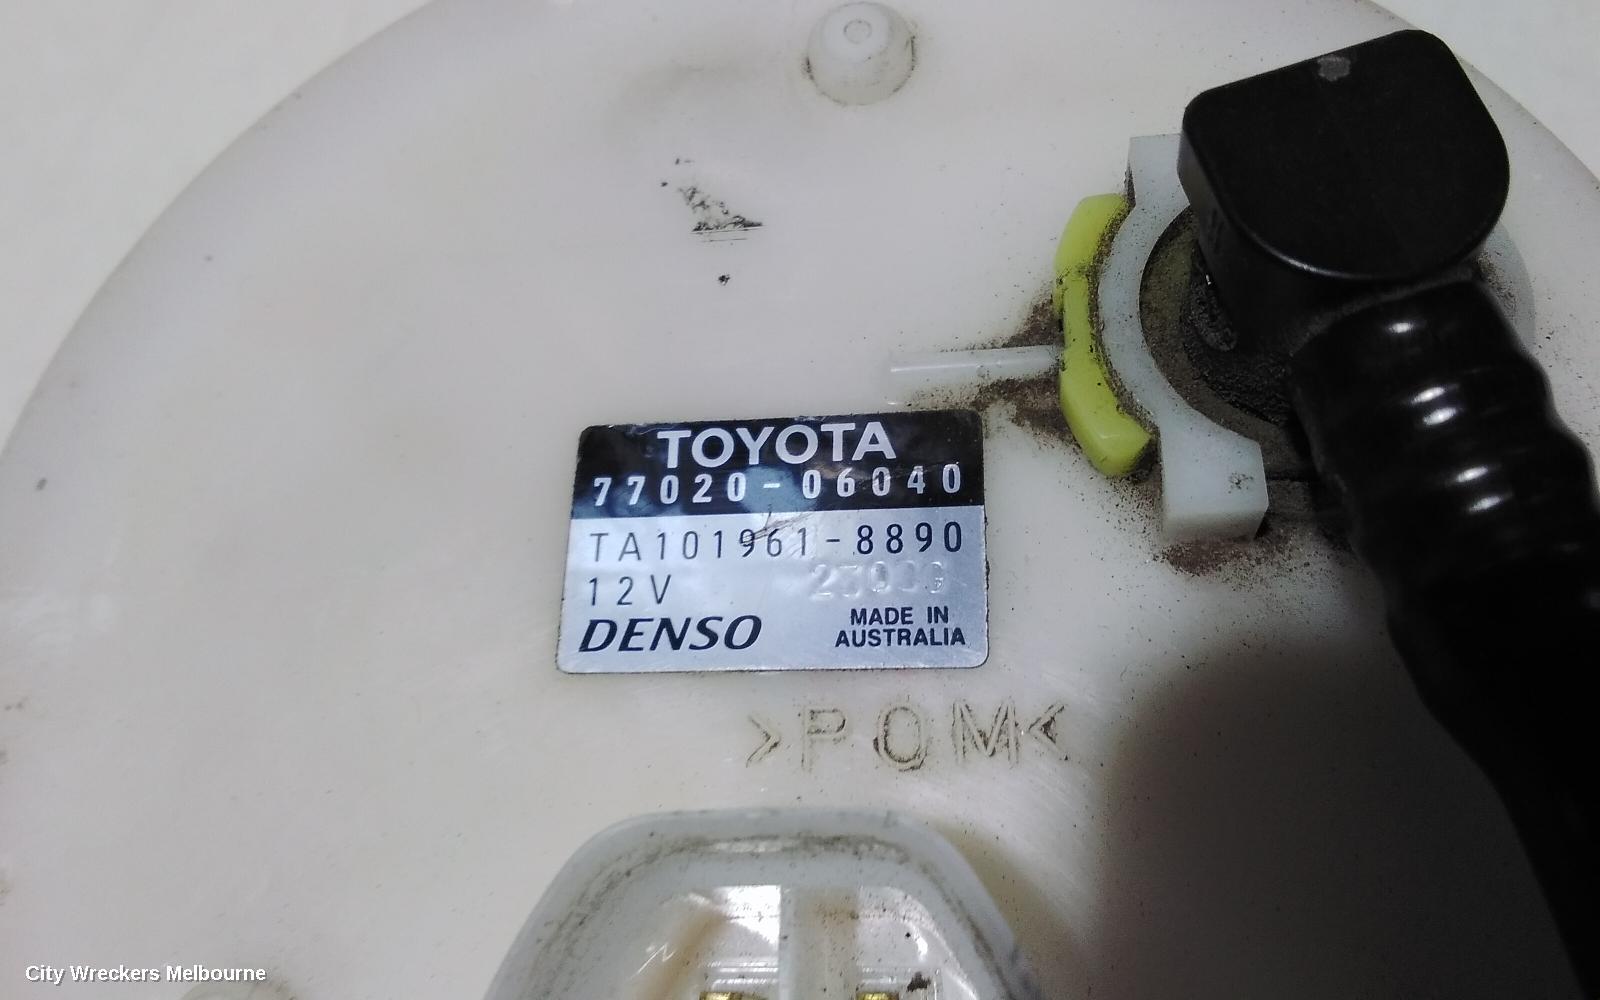 TOYOTA
77020-06040
TA101961-8890
12V
DENSO
MADE IN
AUSTRALIA
>POM<
City Wreckers Melbourne